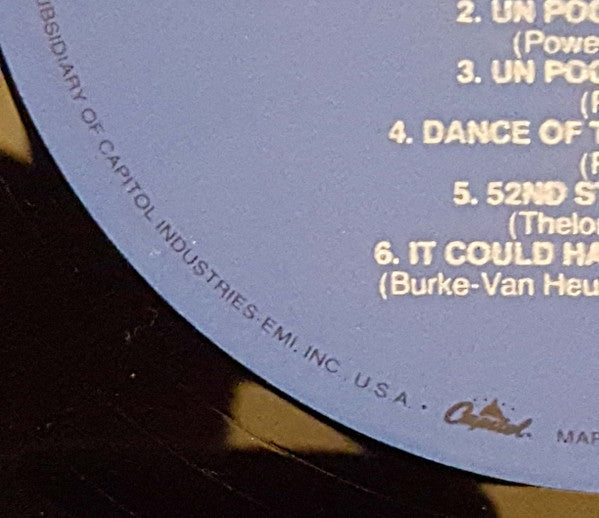 2. UN POC
(Powe
3. UN POC
(P
4. DANCE OF T
(P
5. 52ND ST
(Thelon
6. IT COULD HA
(Burke-Van Heu
UBSIDIARY OF CAPITOL INDUSTRIES-EMI, INC., U.S.A. • Capitol MAR